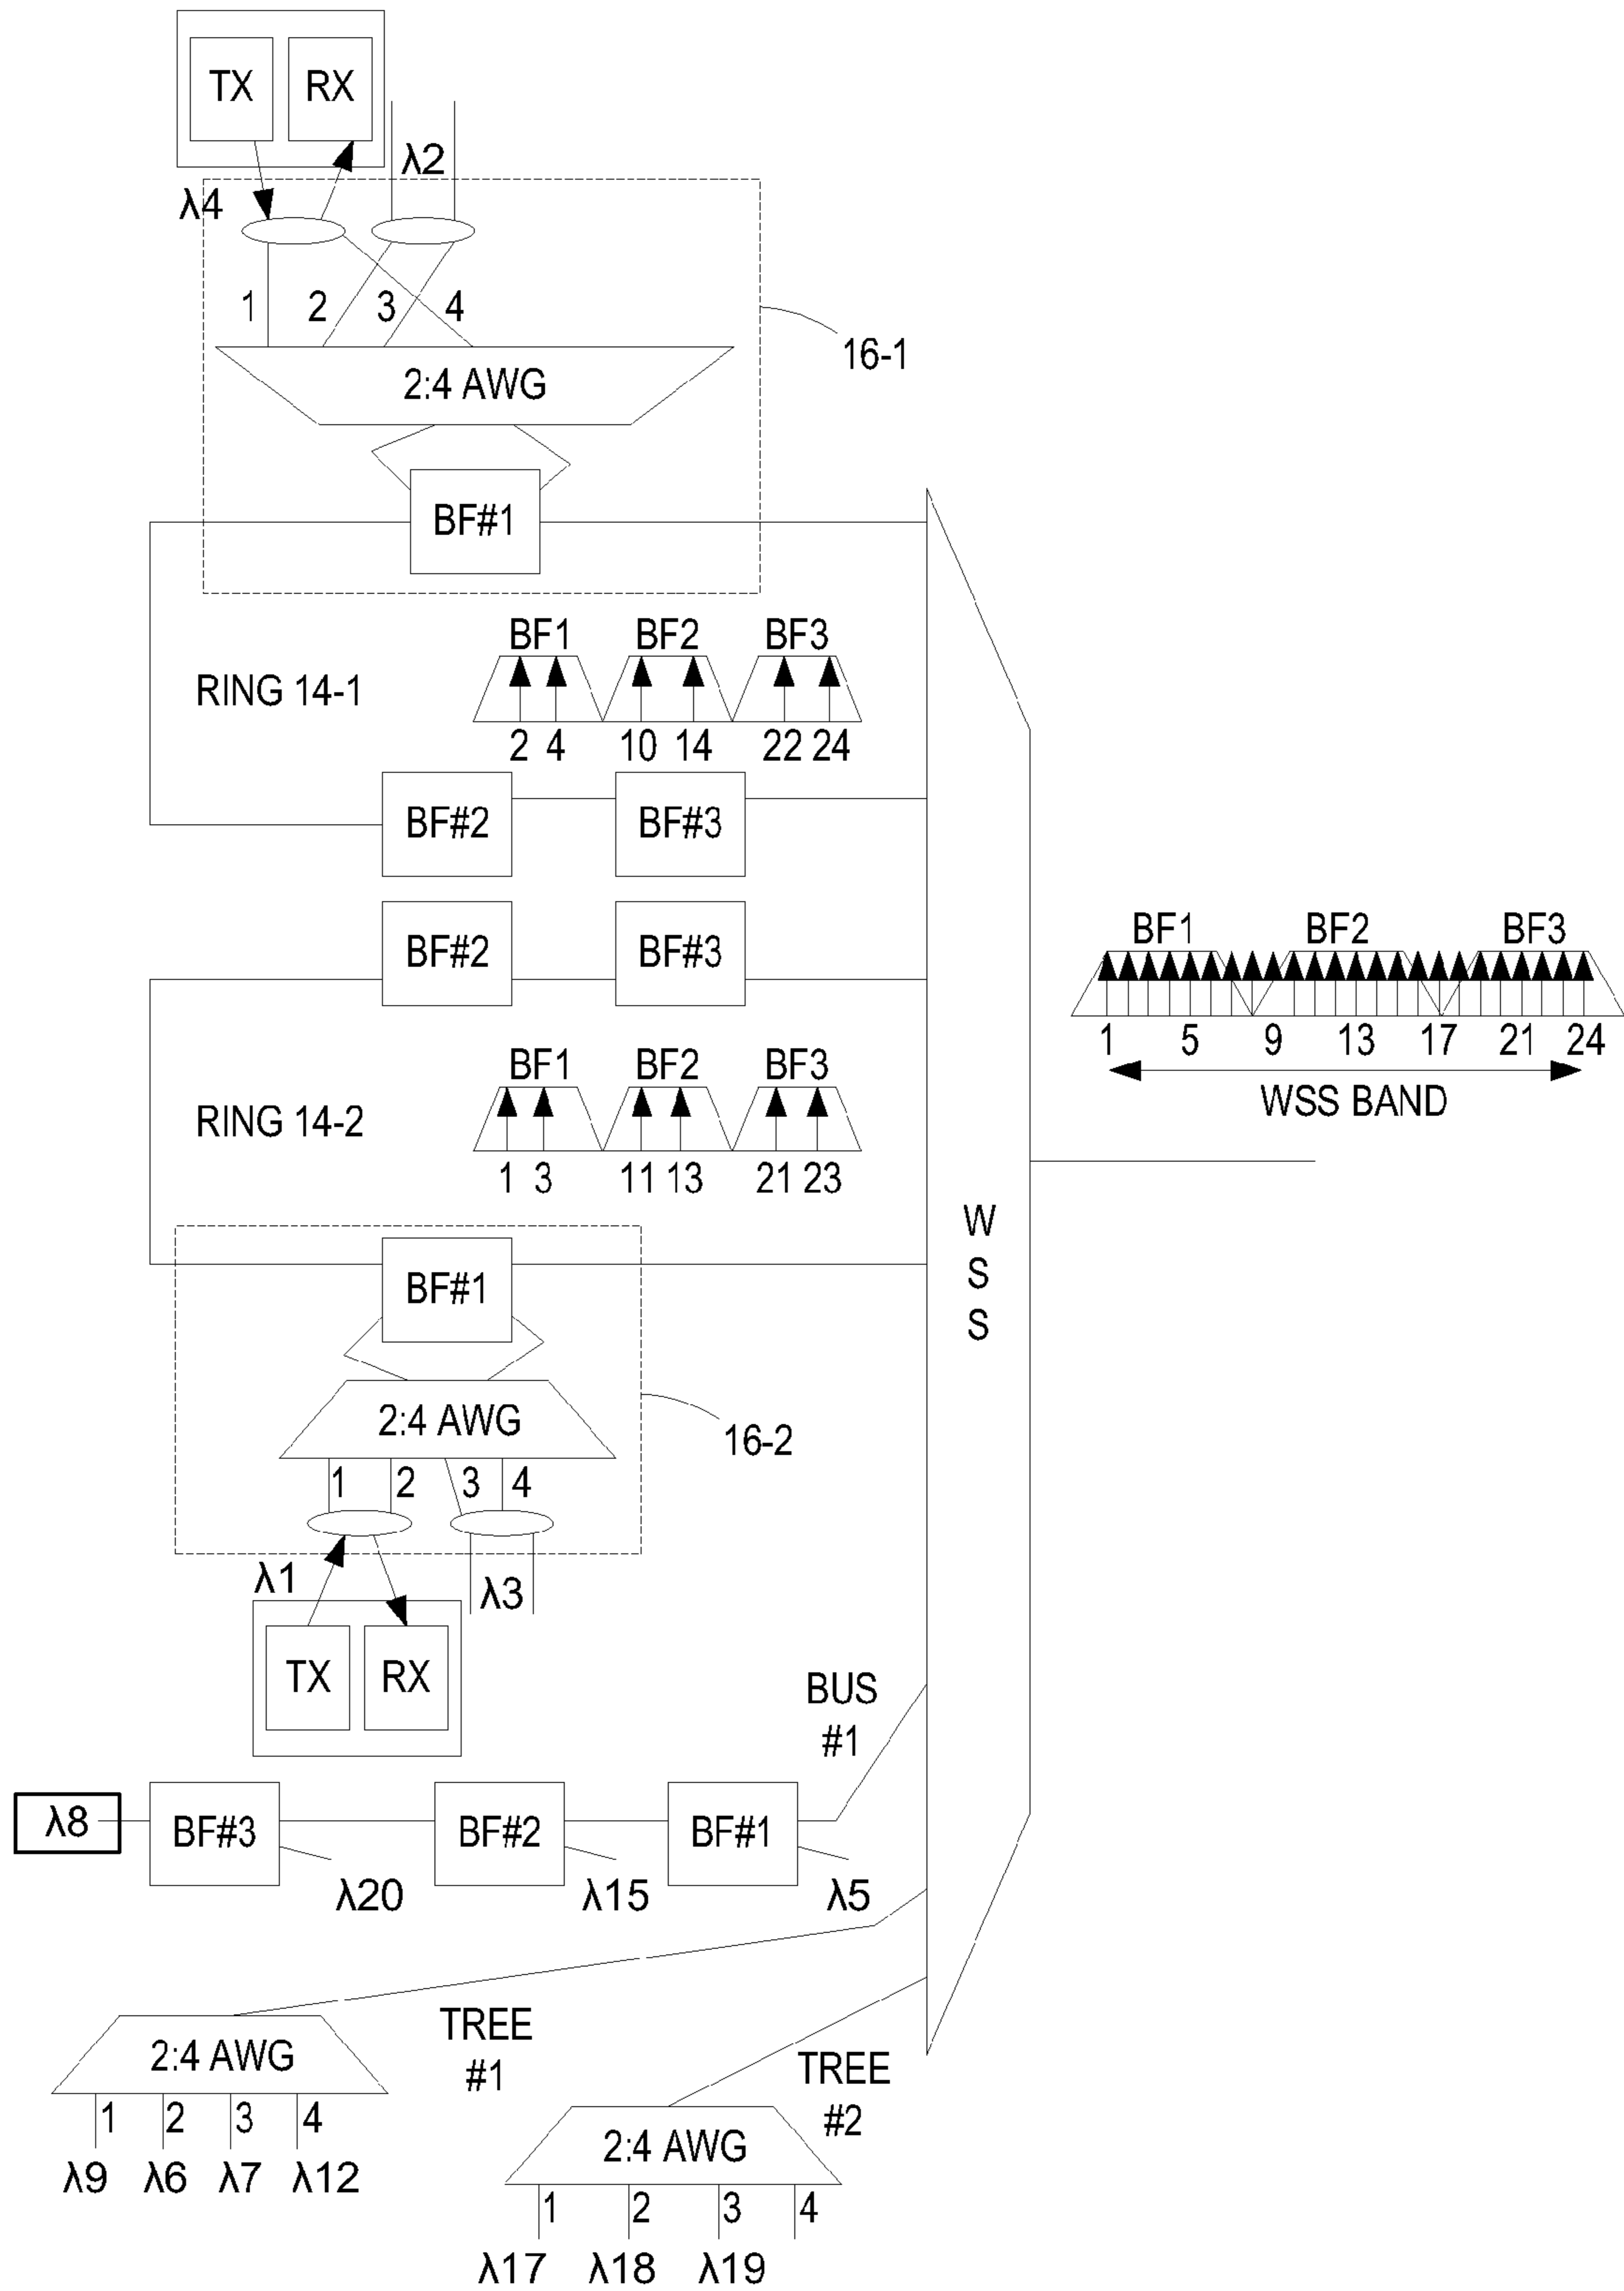 TX RX
λ2
λ4
1 2 3 4
2:4 AWG
16-1
BF#1
BF1 BF2 BF3
RING 14-1
2 4 10 14 22 24
BF#2 BF#3
BF#2 BF#3
BF1 BF2 BF3
1 5 9 13 17 21 24
WSS BAND
BF1 BF2 BF3
RING 14-2
1 3 11 13 21 23
W
S
S
BF#1
2:4 AWG
16-2
1 2 3 4
λ1
λ3
TX RX
BUS
#1
λ8 BF#3 BF#2 BF#1
λ20 λ15 λ5
TREE
#1
2:4 AWG
1 2 3 4
λ9 λ6 λ7 λ12
TREE
#2
2:4 AWG
1 2 3 4
λ17 λ18 λ19